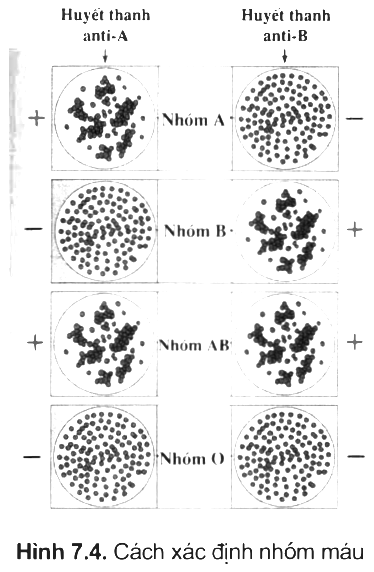 Huyết thanh anti-A
Huyết thanh anti-B
+ Nhóm A −
− Nhóm B +
+ Nhóm AB +
− Nhóm O −
Hình 7.4. Cách xác định nhóm máu